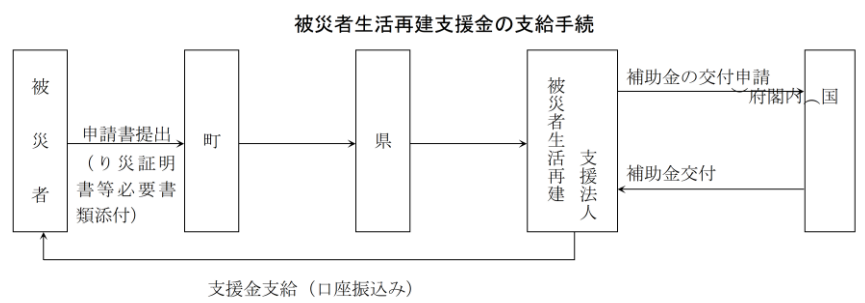 被災者生活再建支援金の支給手続
被災者
申請書提出
（り災証明
書等必要書
類添付）
町
県
被災者生活再建
支援法人
補助金の交付申請
補助金交付
国
（内閣府）
支援金支給（口座振込み）